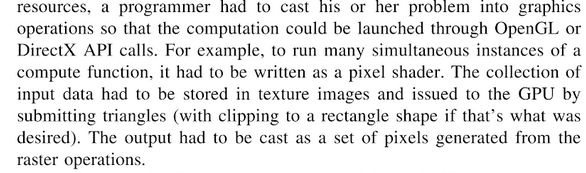 resources, a programmer had to cast his or her problem into graphics
operations so that the computation could be launched through OpenGL or
DirectX API calls. For example, to run many simultaneous instances of a
compute function, it had to be written as a pixel shader. The collection of
input data had to be stored in texture images and issued to the GPU by
submitting triangles (with clipping to a rectangle shape if that's what was
desired). The output had to be cast as a set of pixels generated from the
raster operations.